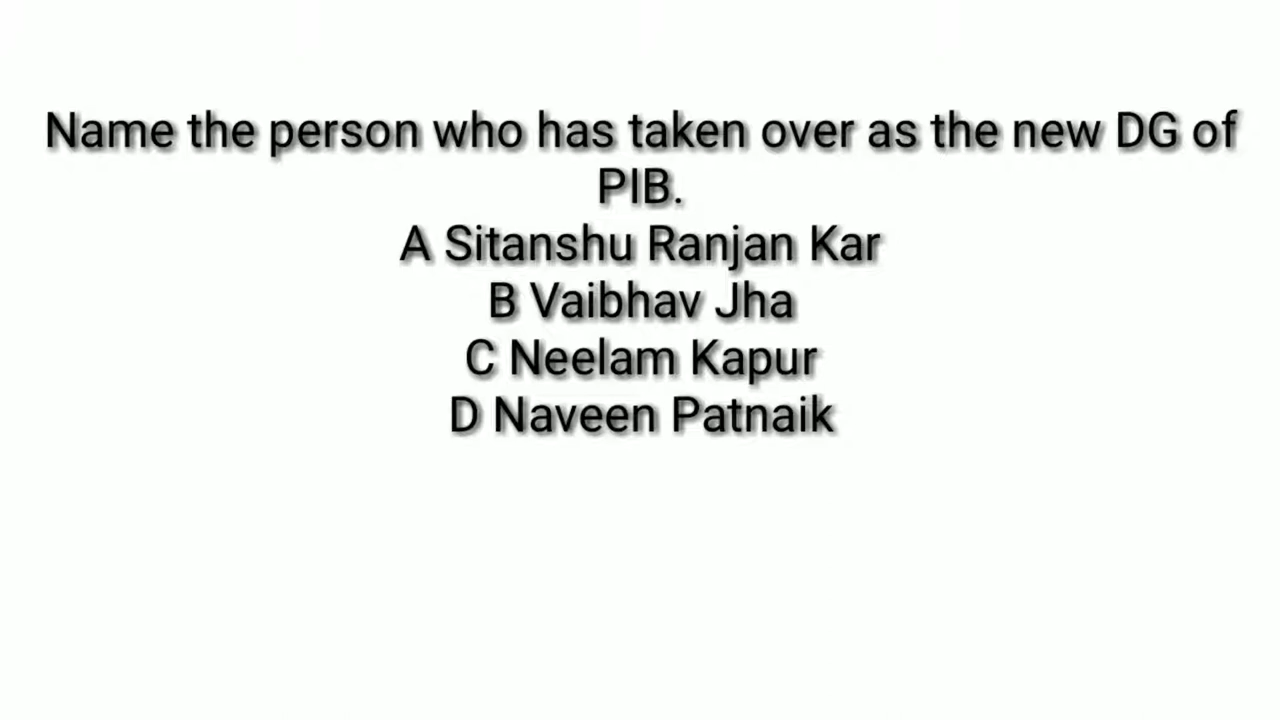 Name the person who has taken over as the new DG of
PIB.
A Sitanshu Ranjan Kar
B Vaibhav Jha
C Neelam Kapur
D Naveen Patnaik